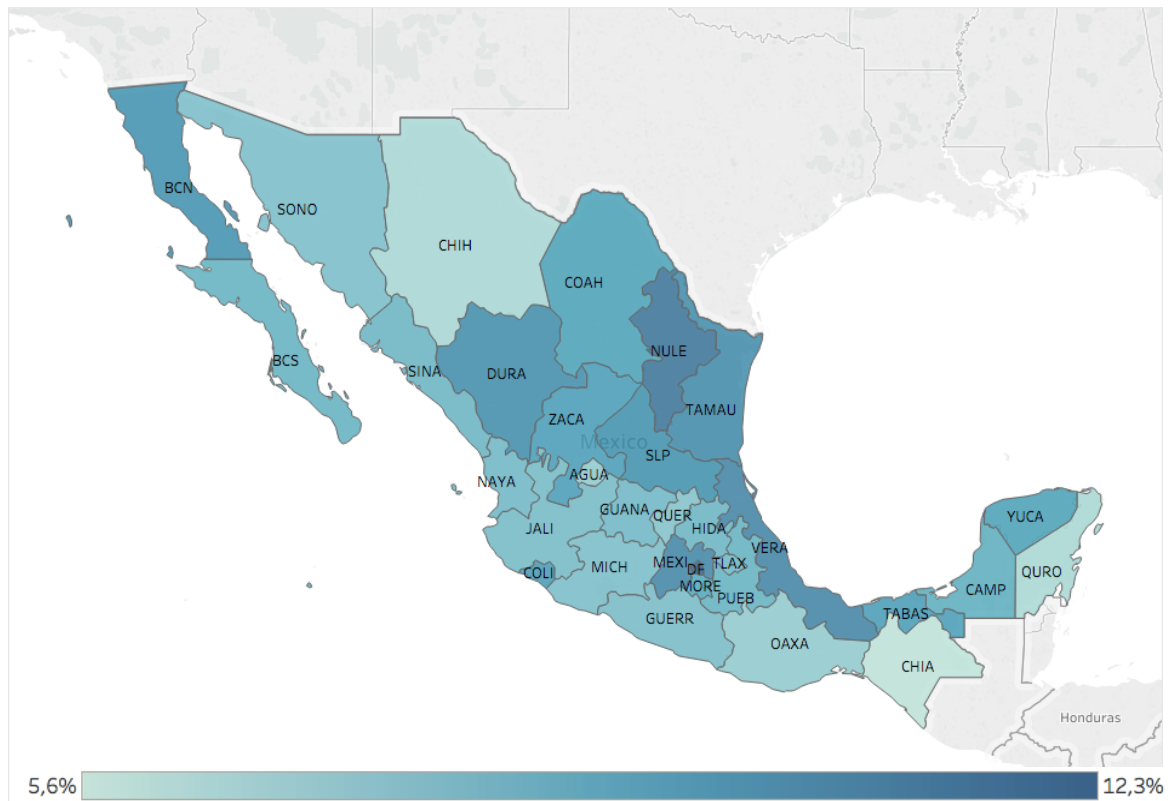 BCN
SONO
CHIH
COAH
BCS
SINA
DURA
NULE
TAMAU
ZACA
Mexico
SLP
NAYA
AGUA
JALI
GUANA
QUER
HIDA
COLI
MICH
MEXI
DF
TLAX
VERA
MORE
PUEB
GUERR
OAXA
YUCA
CAMP
QURO
TABAS
CHIA
Honduras
5,6%
12,3%